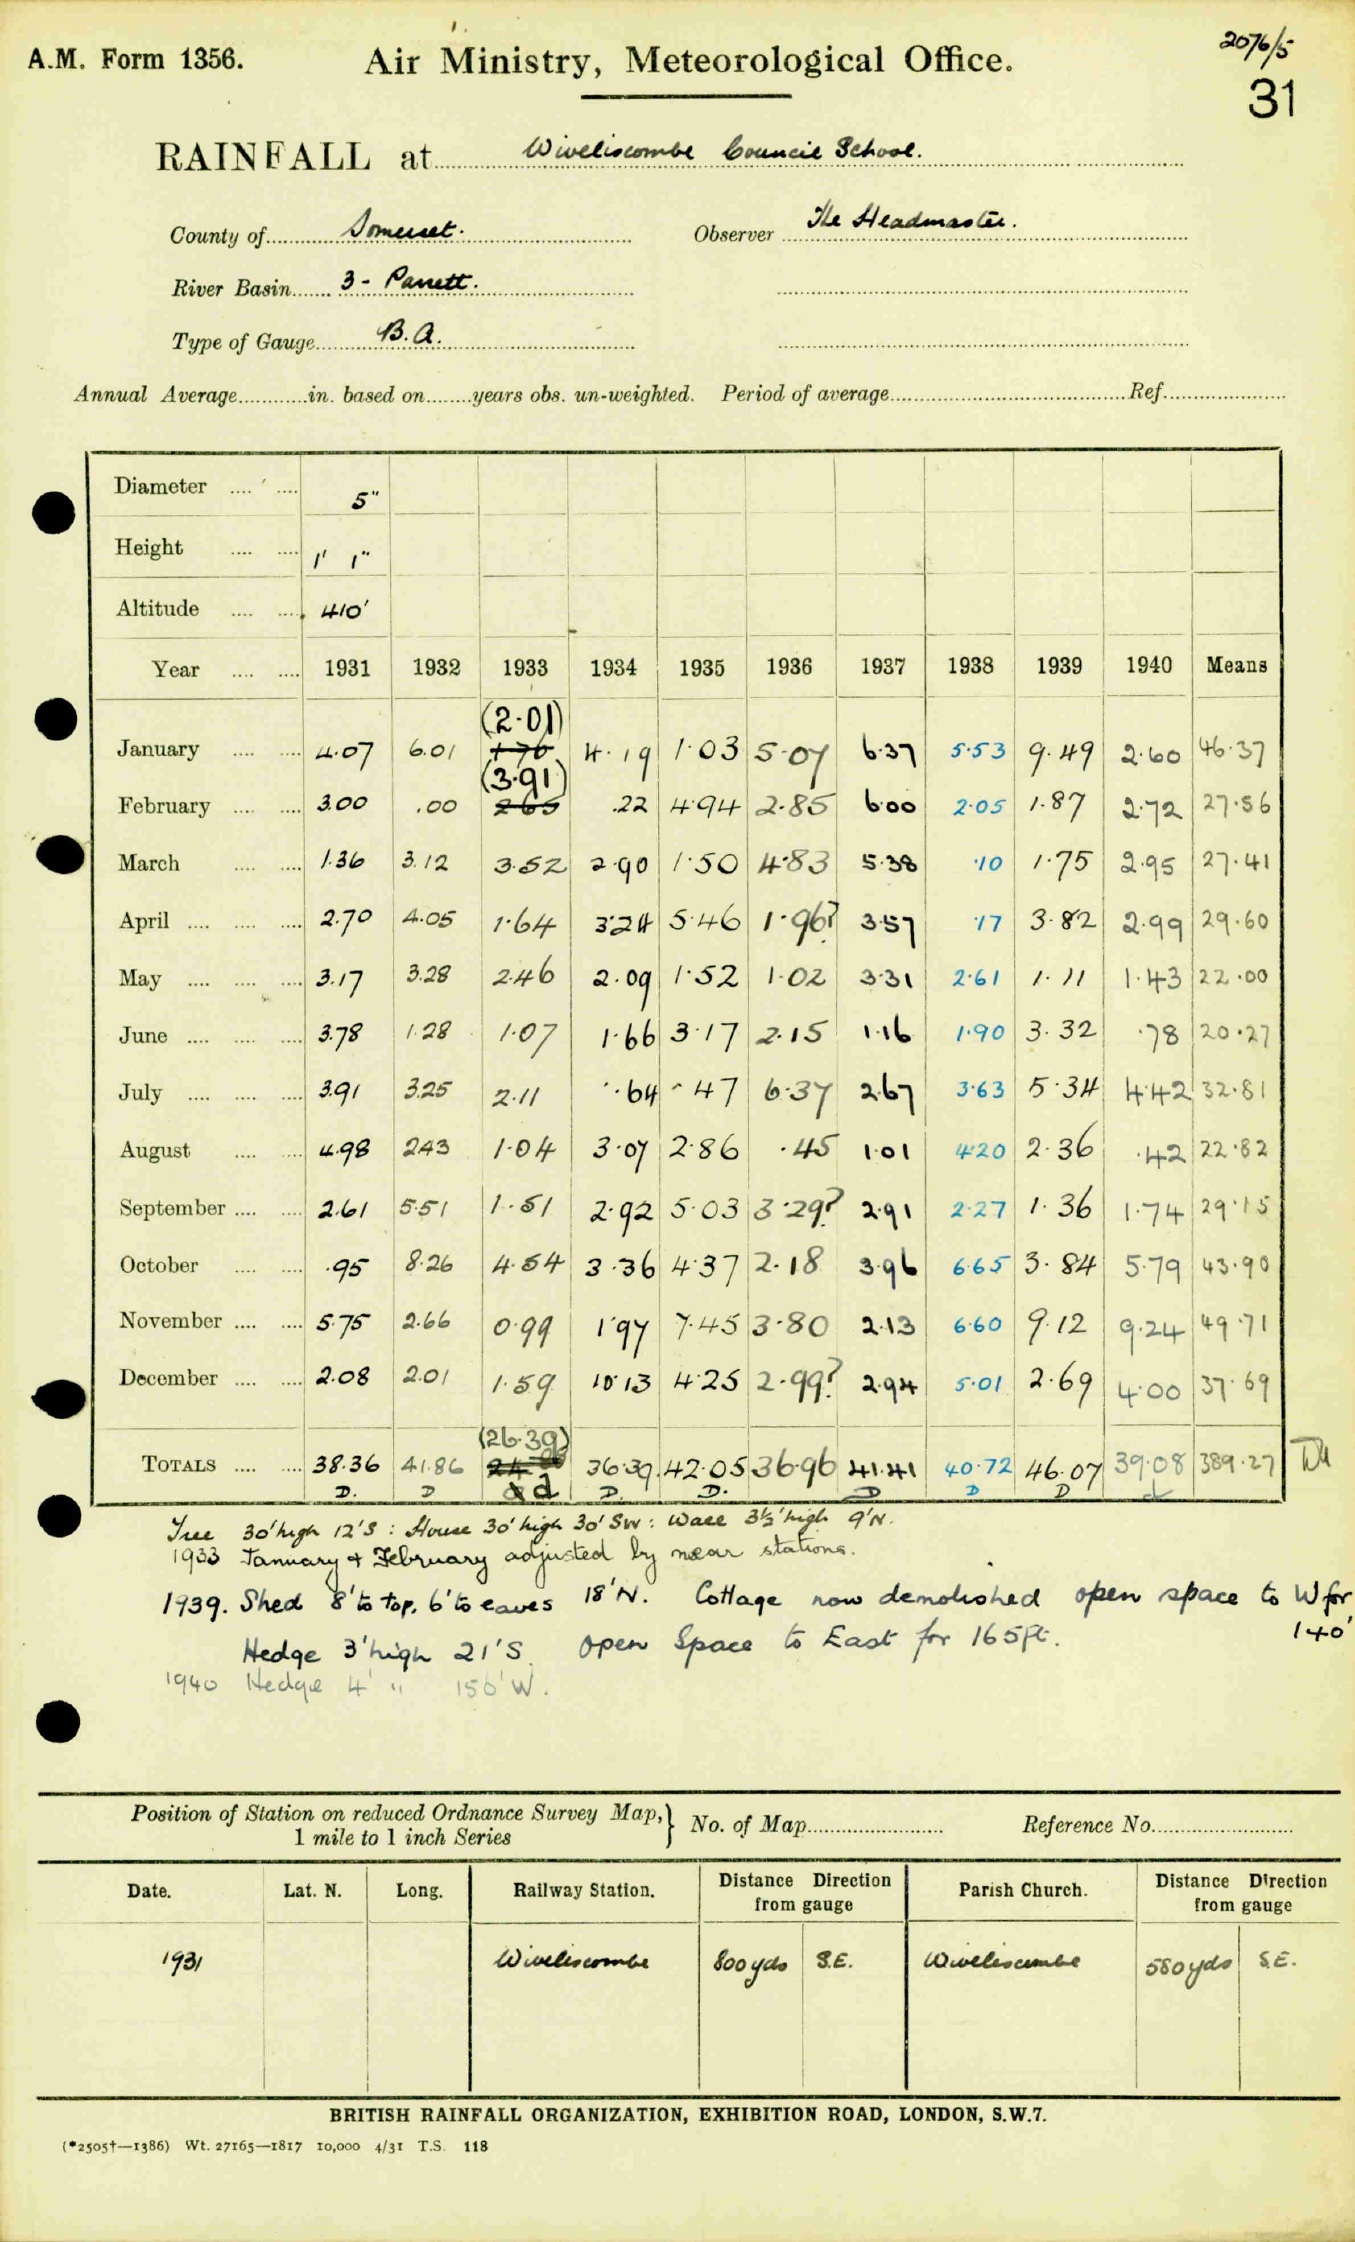 2076/5
A.M. Form 1356. Air Ministry, Meteorological Office.
31
RAINFALL at Wiveliscombe Council School.
County of Somerset. Observer The Headmaster.
River Basin 3 - Parrett.
Type of Gauge B.A.
Annual Average in. based on years obs. un-weighted. Period of average Ref.
Diameter 5"
Height 1' 1"
Altitude 410'
Year 1931 1932 1933 1934 1935 1936 1937 1938 1939 1940 Means
(2.01)
January 4.07 6.01 1.76 4.19 1.03 5.07 6.37 5.53 9.49 2.60 46.37
(3.91)
February 3.00 .00 2.65 .22 4.94 2.85 6.00 2.05 1.87 2.72 27.56
March 1.36 3.12 3.52 2.90 1.50 4.83 5.38 .10 1.75 2.95 27.41
April 2.70 4.05 1.64 3.24 5.46 1.96? 3.57 .17 3.82 2.99 29.60
May 3.17 3.28 2.46 2.09 1.52 1.02 3.31 2.61 1.11 1.43 22.00
June 3.78 1.28 1.07 1.66 3.17 2.15 1.16 1.90 3.32 .78 20.27
July 3.91 3.25 2.11 .64 .47 6.37 2.67 3.63 5.34 4.42 32.81
August 4.98 2.43 1.04 3.07 2.86 .45 1.01 4.20 2.36 .42 22.82
September 2.61 5.51 1.51 2.92 5.03 3.29? 2.91 2.27 1.36 1.74 29.15
October .95 8.26 4.54 3.36 4.37 2.18 3.96 6.65 3.84 5.79 43.90
November 5.75 2.66 0.99 1.97 7.45 3.80 2.13 6.60 9.12 9.24 49.71
December 2.08 2.01 1.59 10.13 4.25 2.99? 2.94 5.01 2.69 4.00 37.69
(26.39)
TOTALS 38.36 41.86 36.39 42.05 36.96 41.41 40.72 46.07 39.08 389.27
D. D d D. D. D D D
Tree 30' high 12'S : House 30' high 30' SW : Wall 3½' high 9'N.
1933 January & February adjusted by near stations.
1939. Shed 8' to top, 6' to eaves 18'N. Cottage now demolished open space to W for
140'
Hedge 3' high 21'S. Open Space to East for 165ft.
1940 Hedge 4' " 150'W.
Position of Station on reduced Ordnance Survey Map, 1 mile to 1 inch Series } No. of Map Reference No.
Date. Lat. N. Long. Railway Station. Distance Direction from gauge Parish Church. Distance Direction from gauge
1931 Wiveliscombe 800 yds S.E. Wiveliscombe 580 yds S.E.
BRITISH RAINFALL ORGANIZATION, EXHIBITION ROAD, LONDON, S.W.7.
(*2505†—1386) Wt. 27165—1817 10,000 4/31 T.S. 118